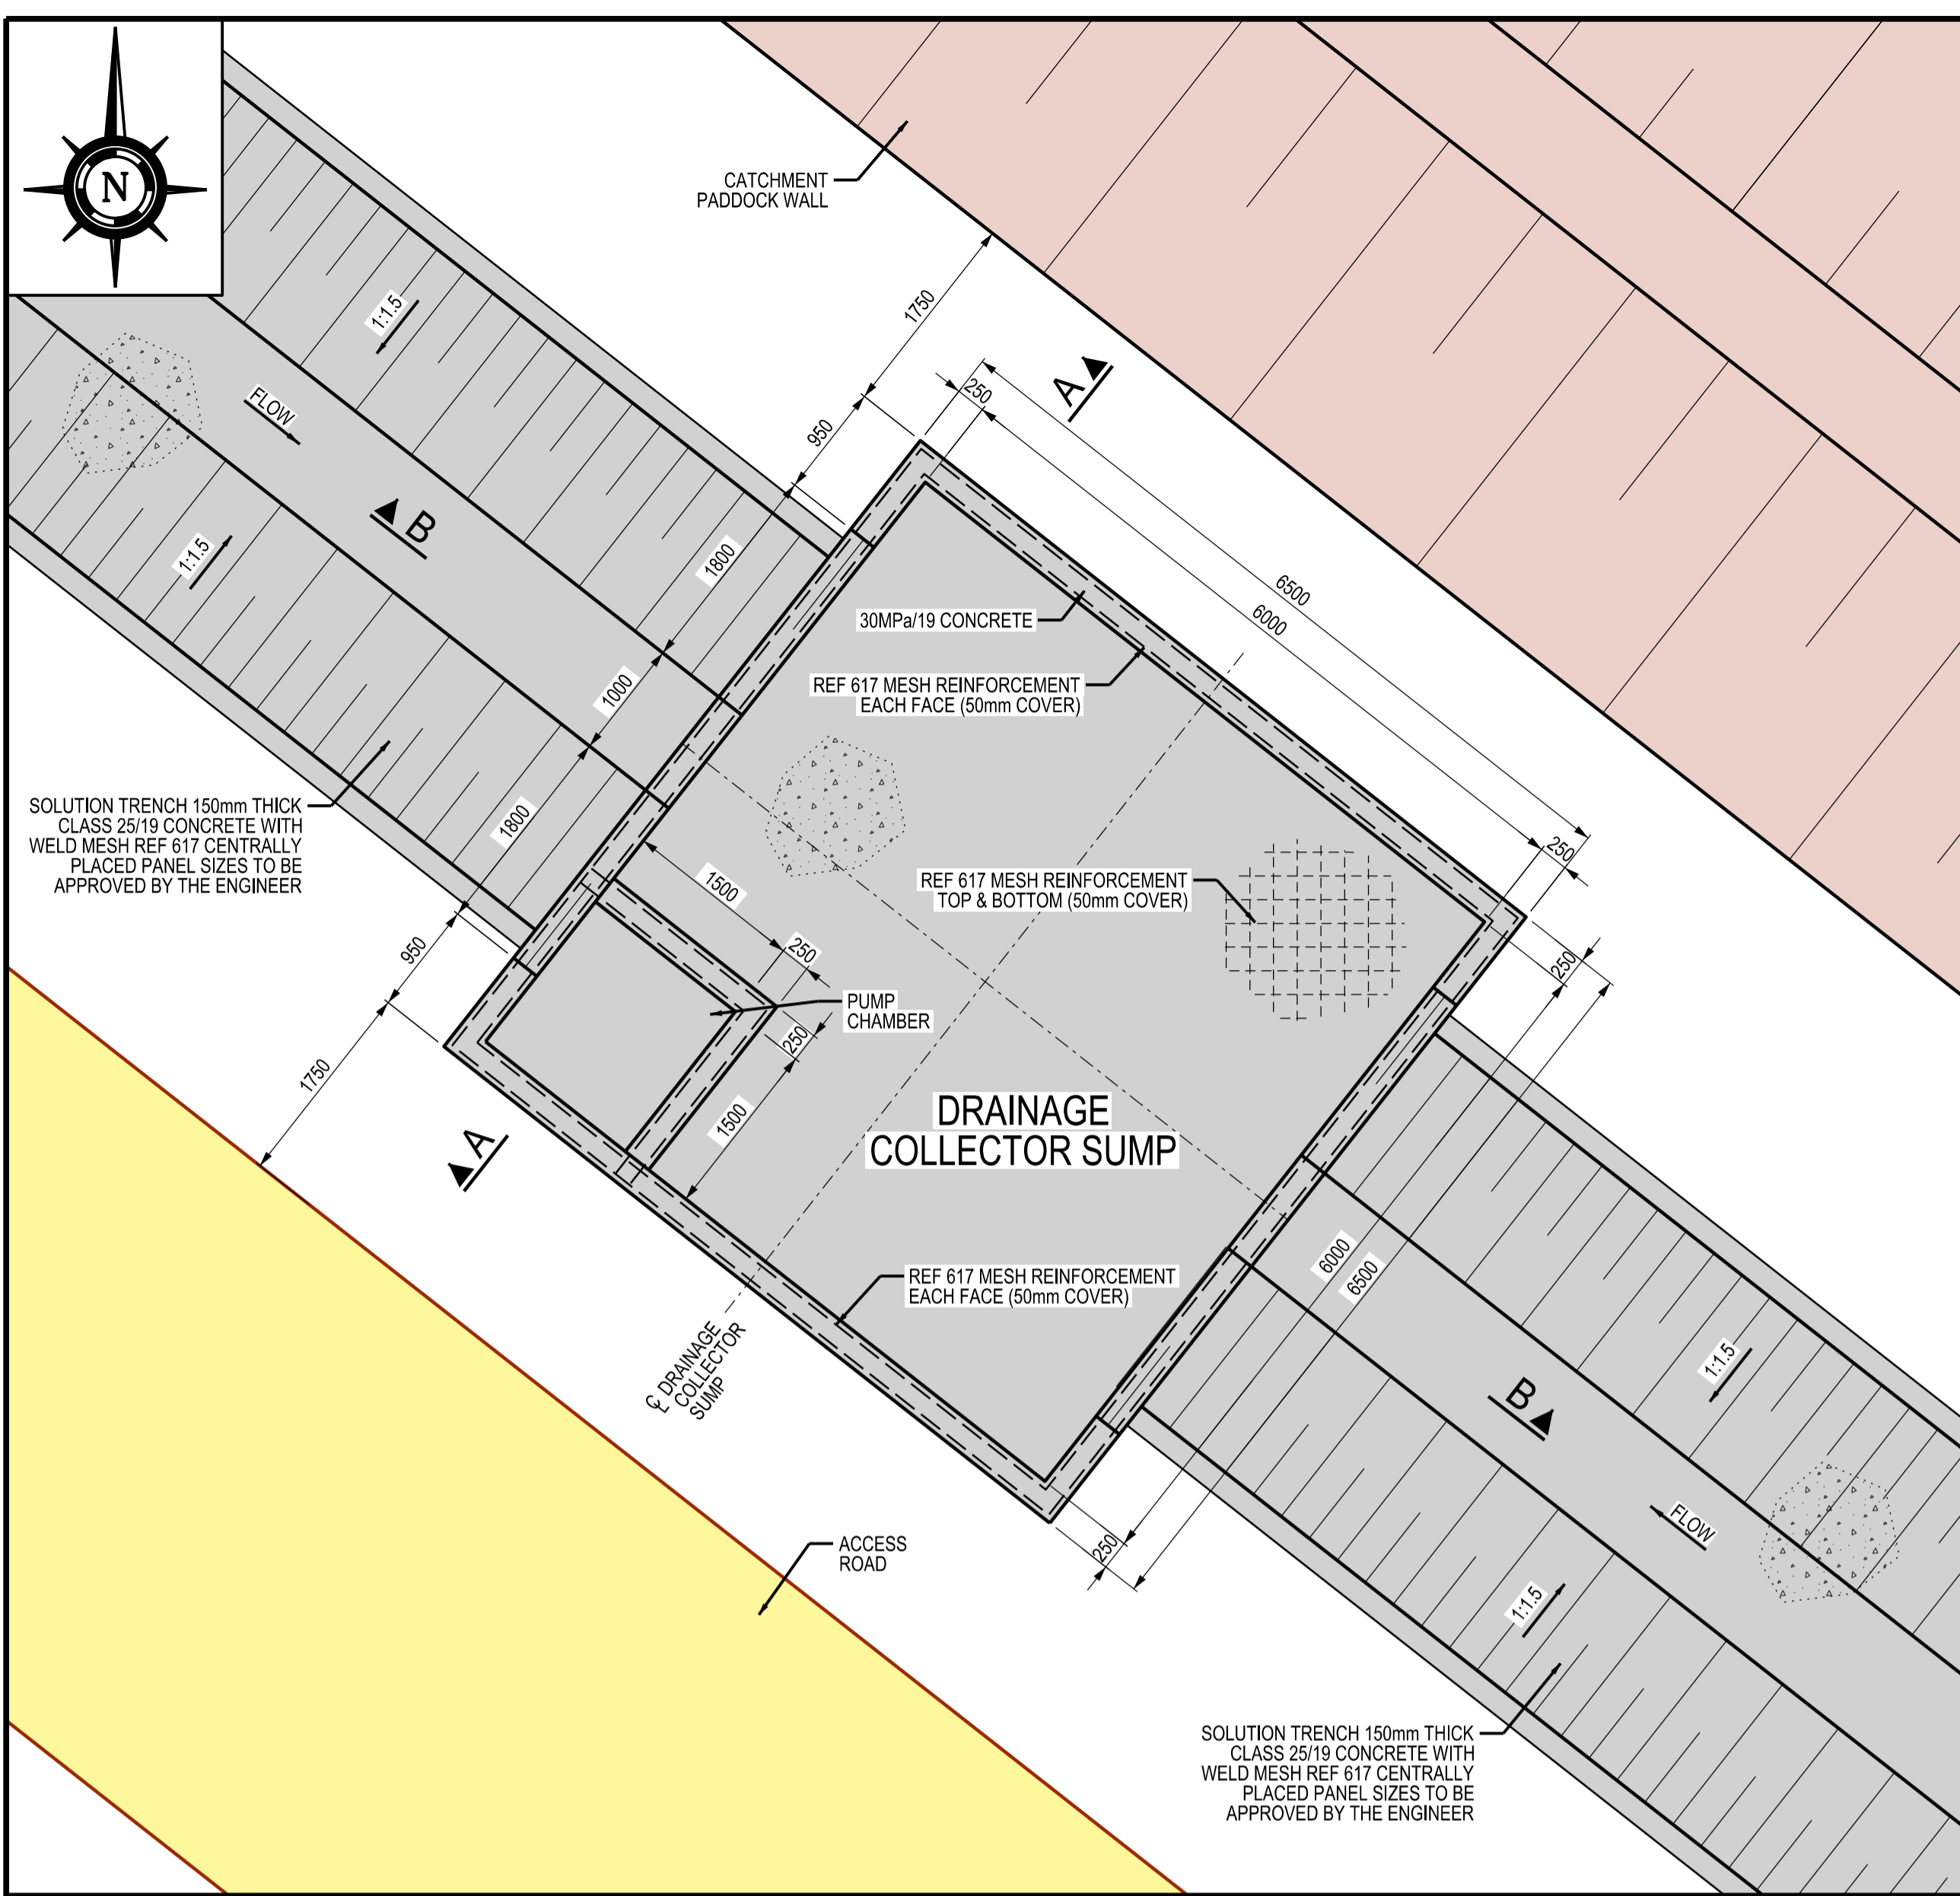 N
CATCHMENT
PADDOCK WALL
1:1.5
1750
A
250
FLOW
950
6500
6000
B
1:1.5
1800
30MPa/19 CONCRETE
REF 617 MESH REINFORCEMENT
EACH FACE (50mm COVER)
1000
SOLUTION TRENCH 150mm THICK
CLASS 25/19 CONCRETE WITH
WELD MESH REF 617 CENTRALLY
PLACED PANEL SIZES TO BE
APPROVED BY THE ENGINEER
1800
1500
REF 617 MESH REINFORCEMENT
TOP & BOTTOM (50mm COVER)
250
950
250
250
PUMP
CHAMBER
250
1750
1500
DRAINAGE
COLLECTOR SUMP
A
6000
6500
REF 617 MESH REINFORCEMENT
EACH FACE (50mm COVER)
℄ DRAINAGE
COLLECTOR
SUMP
1:1.5
B
FLOW
250
ACCESS
ROAD
1:1.5
SOLUTION TRENCH 150mm THICK
CLASS 25/19 CONCRETE WITH
WELD MESH REF 617 CENTRALLY
PLACED PANEL SIZES TO BE
APPROVED BY THE ENGINEER